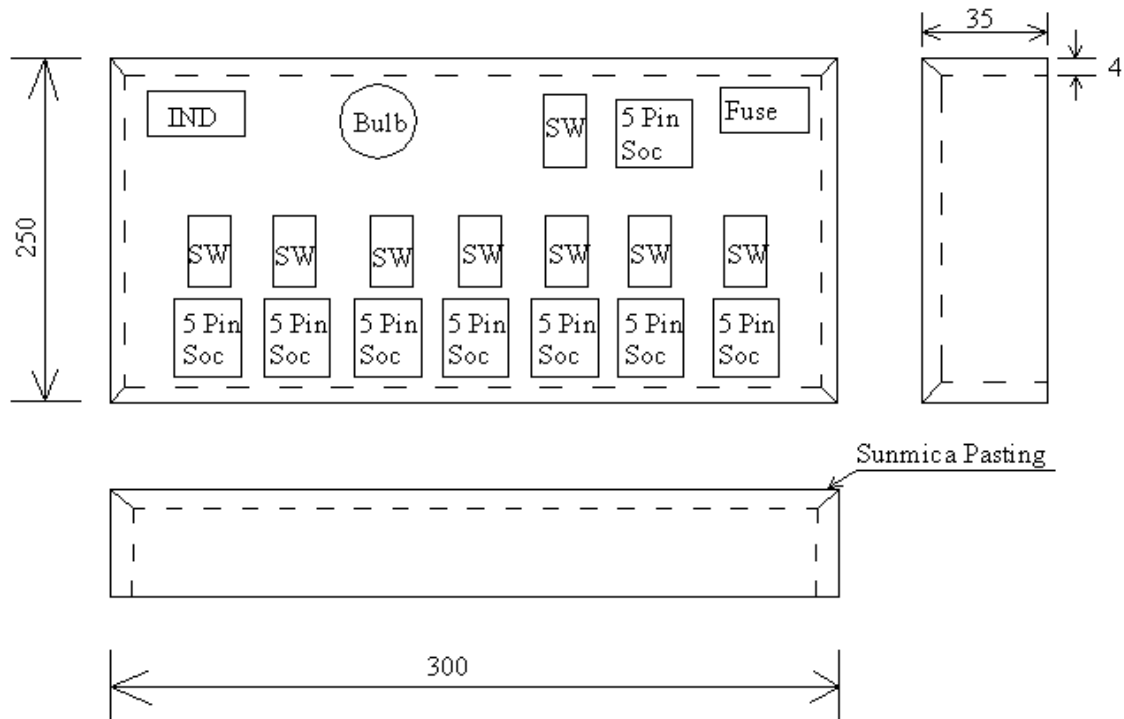 35
4
IND
Bulb
SW
5 Pin
Soc
Fuse
250
SW
SW
SW
SW
SW
SW
SW
5 Pin
Soc
5 Pin
Soc
5 Pin
Soc
5 Pin
Soc
5 Pin
Soc
5 Pin
Soc
5 Pin
Soc
Sunmica Pasting
300